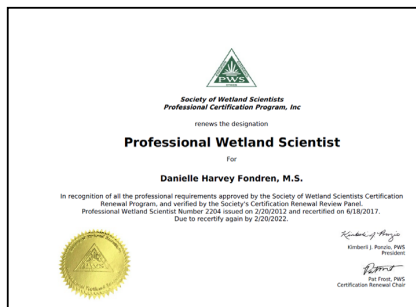 PWS
Society of Wetland Scientists
Professional Certification Program, Inc
renews the designation
Professional Wetland Scientist
For
Danielle Harvey Fondren, M.S.
In recognition of all the professional requirements approved by the Society of Wetland Scientists Certification
Renewal Program, and verified by the Society's Certification Renewal Review Panel.
Professional Wetland Scientist Number 2204 issued on 2/20/2012 and recertified on 6/18/2017.
Due to recertify again by 2/20/2022.
Kimberli J. Ponzio
Kimberli J. Ponzio, PWS
President
Pat Frost, PWS
Certification Renewal Chair
PWS